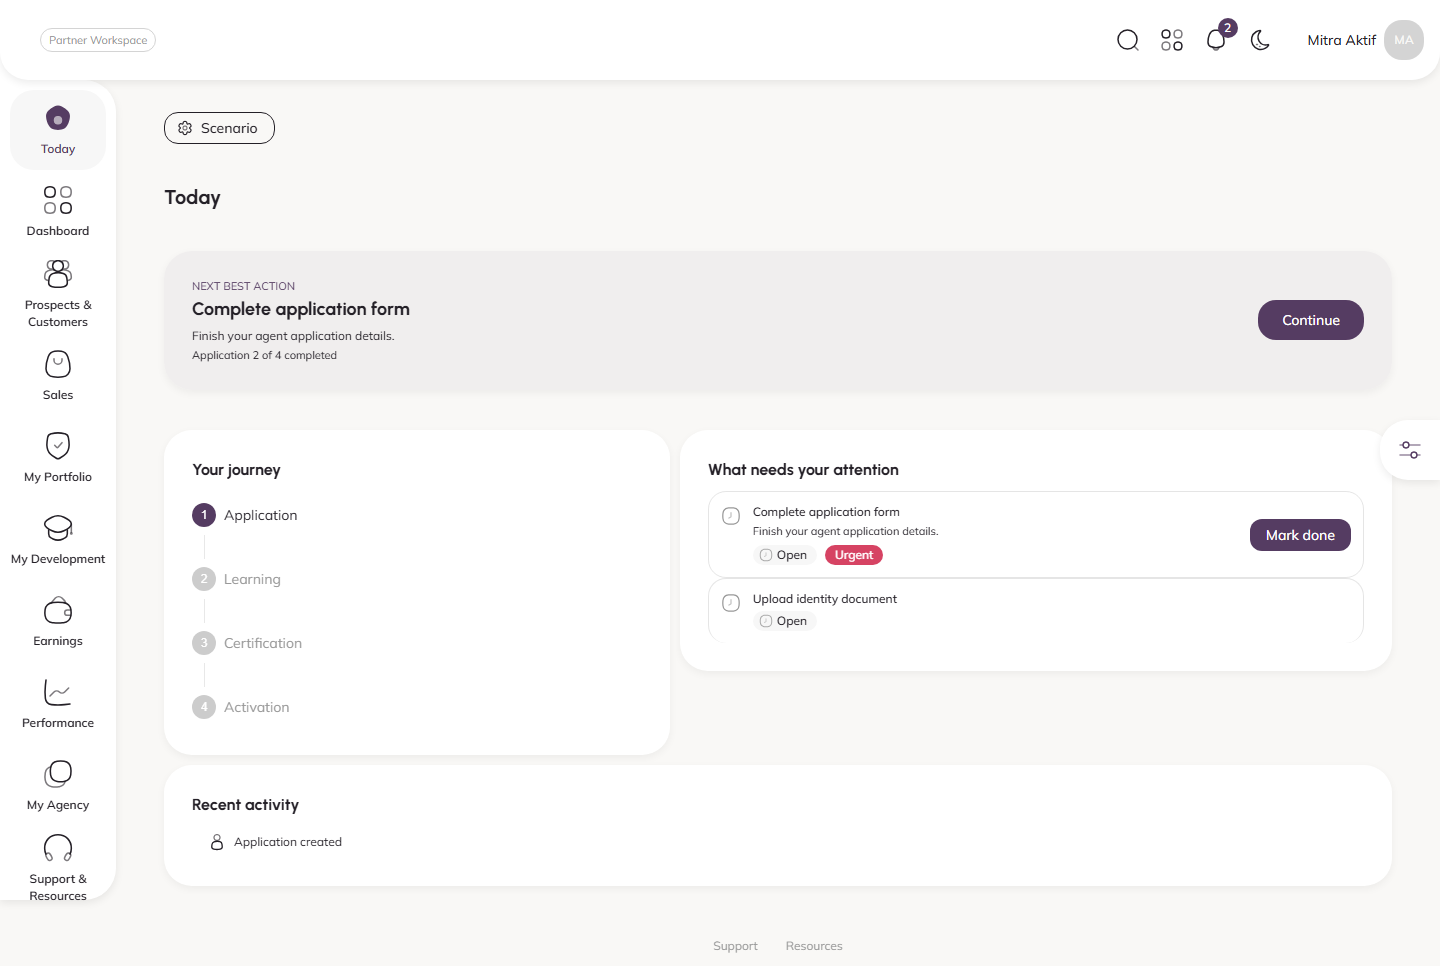 Partner Workspace
2
Mitra Aktif
MA
Today
Dashboard
Prospects &
Customers
Sales
My Portfolio
My Development
Earnings
Performance
My Agency
Support &
Resources
Scenario
Today
NEXT BEST ACTION
Complete application form
Finish your agent application details.
Application 2 of 4 completed
Continue
Your journey
1 Application
2 Learning
3 Certification
4 Activation
What needs your attention
Complete application form
Finish your agent application details.
Open Urgent
Mark done
Upload identity document
Open
Recent activity
Application created
Support Resources